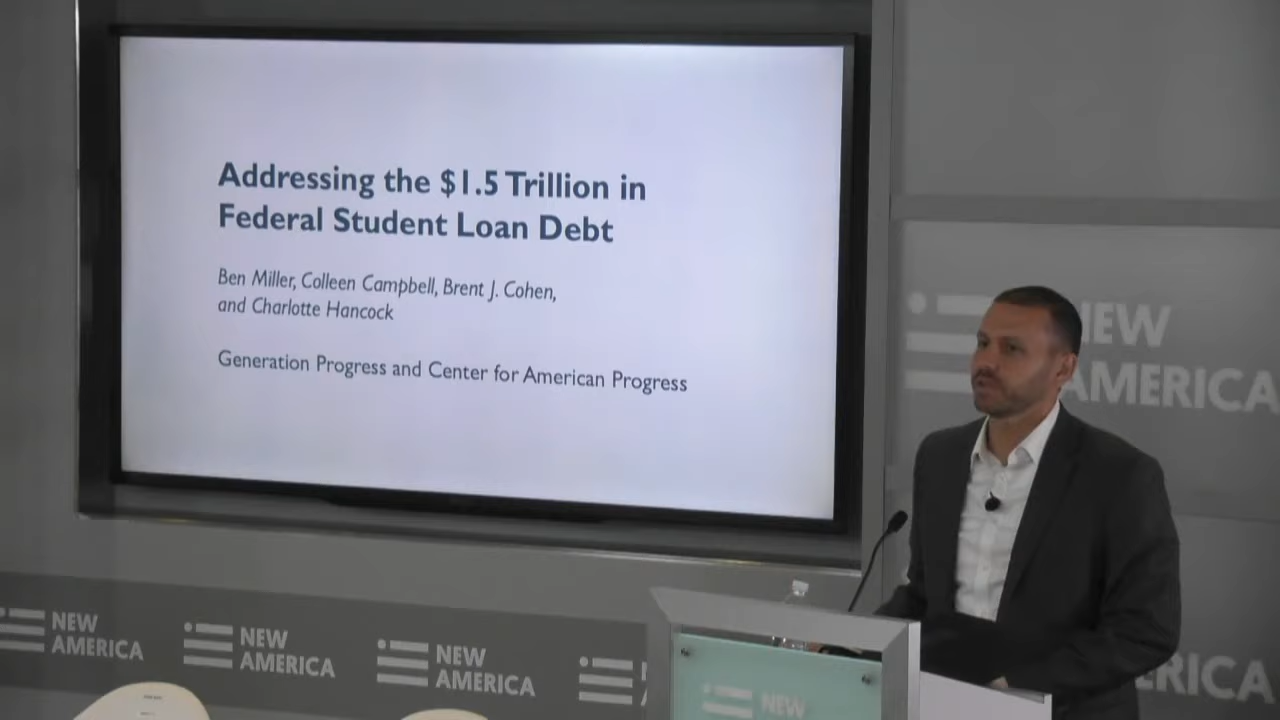 Addressing the $1.5 Trillion in
Federal Student Loan Debt
Ben Miller, Colleen Campbell, Brent J. Cohen,
and Charlotte Hancock
Generation Progress and Center for American Progress
NEW
AMERICA
NEW
AMERICA
NEW
AMERICA
NEW
AMERICA
NEW
ERICA